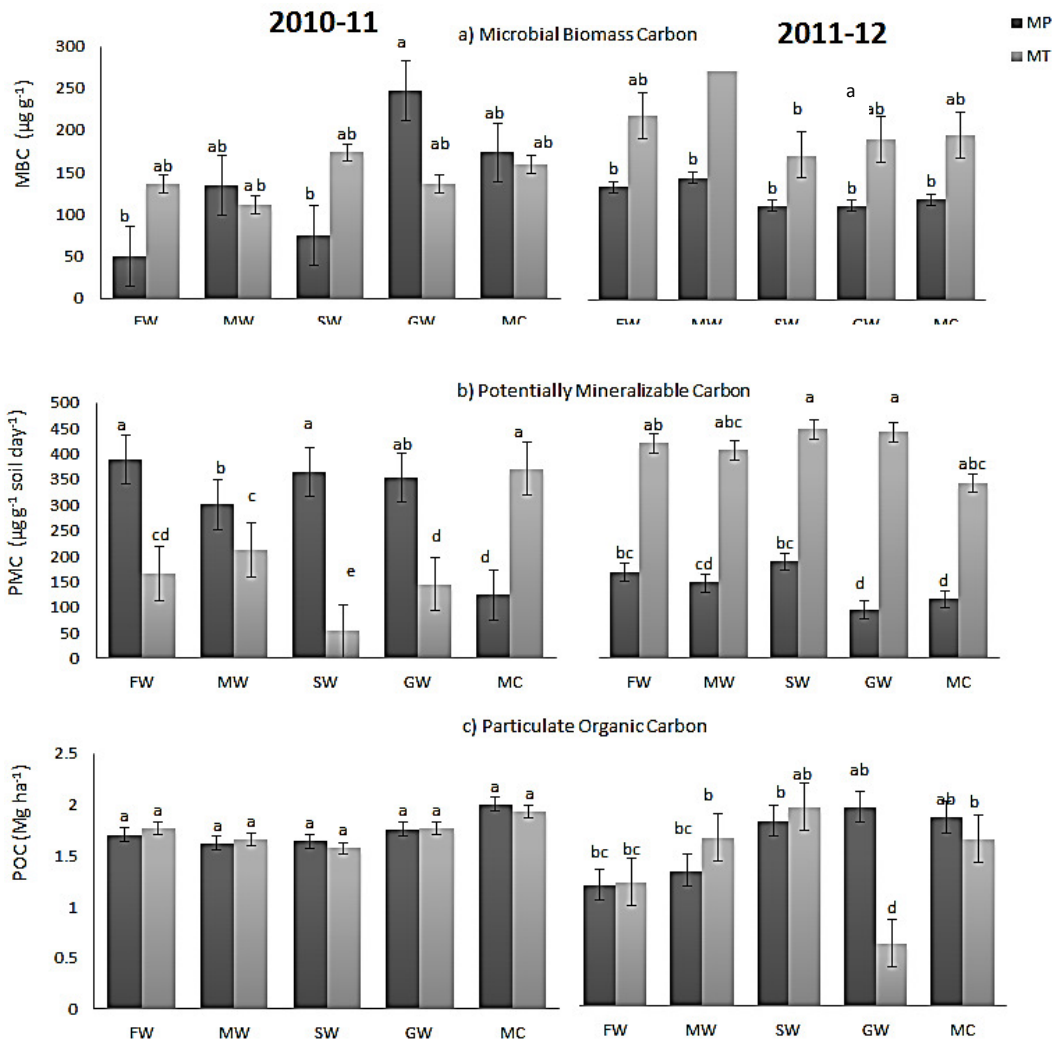 2010-11
2011-12
MP
MT
a) Microbial Biomass Carbon
MBC (µg g⁻¹)
300
250
200
150
100
50
0
b ab ab ab b ab a ab ab ab
b ab b b b a ab b ab
FW MW SW GW MC
FW MW SW GW MC
b) Potentially Mineralizable Carbon
PMC (µg g⁻¹ soil day⁻¹)
500
450
400
350
300
250
200
150
100
50
0
a cd b c a e ab d d a
bc ab cd abc bc a d a d abc
FW MW SW GW MC
FW MW SW GW MC
c) Particulate Organic Carbon
POC (Mg ha⁻¹)
2.5
2
1.5
1
0.5
0
a a a a a a a a a a
bc bc bc b b ab ab d ab b
FW MW SW GW MC
FW MW SW GW MC